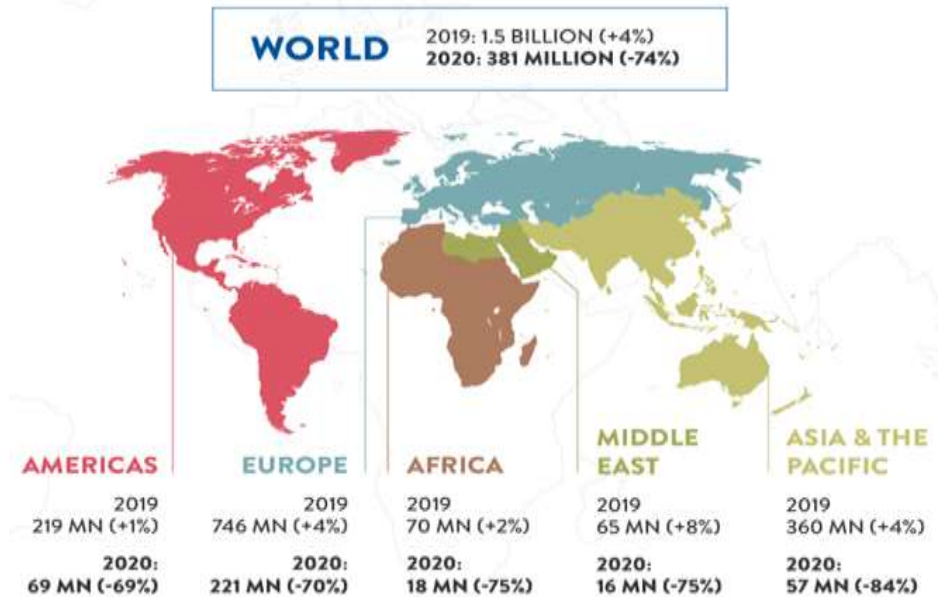 WORLD
2019: 1.5 BILLION (+4%)
2020: 381 MILLION (-74%)
AMERICAS
2019
219 MN (+1%)
2020:
69 MN (-69%)
EUROPE
2019
746 MN (+4%)
2020:
221 MN (-70%)
AFRICA
2019
70 MN (+2%)
2020:
18 MN (-75%)
MIDDLE
EAST
2019
65 MN (+8%)
2020:
16 MN (-75%)
ASIA & THE
PACIFIC
2019
360 MN (+4%)
2020:
57 MN (-84%)